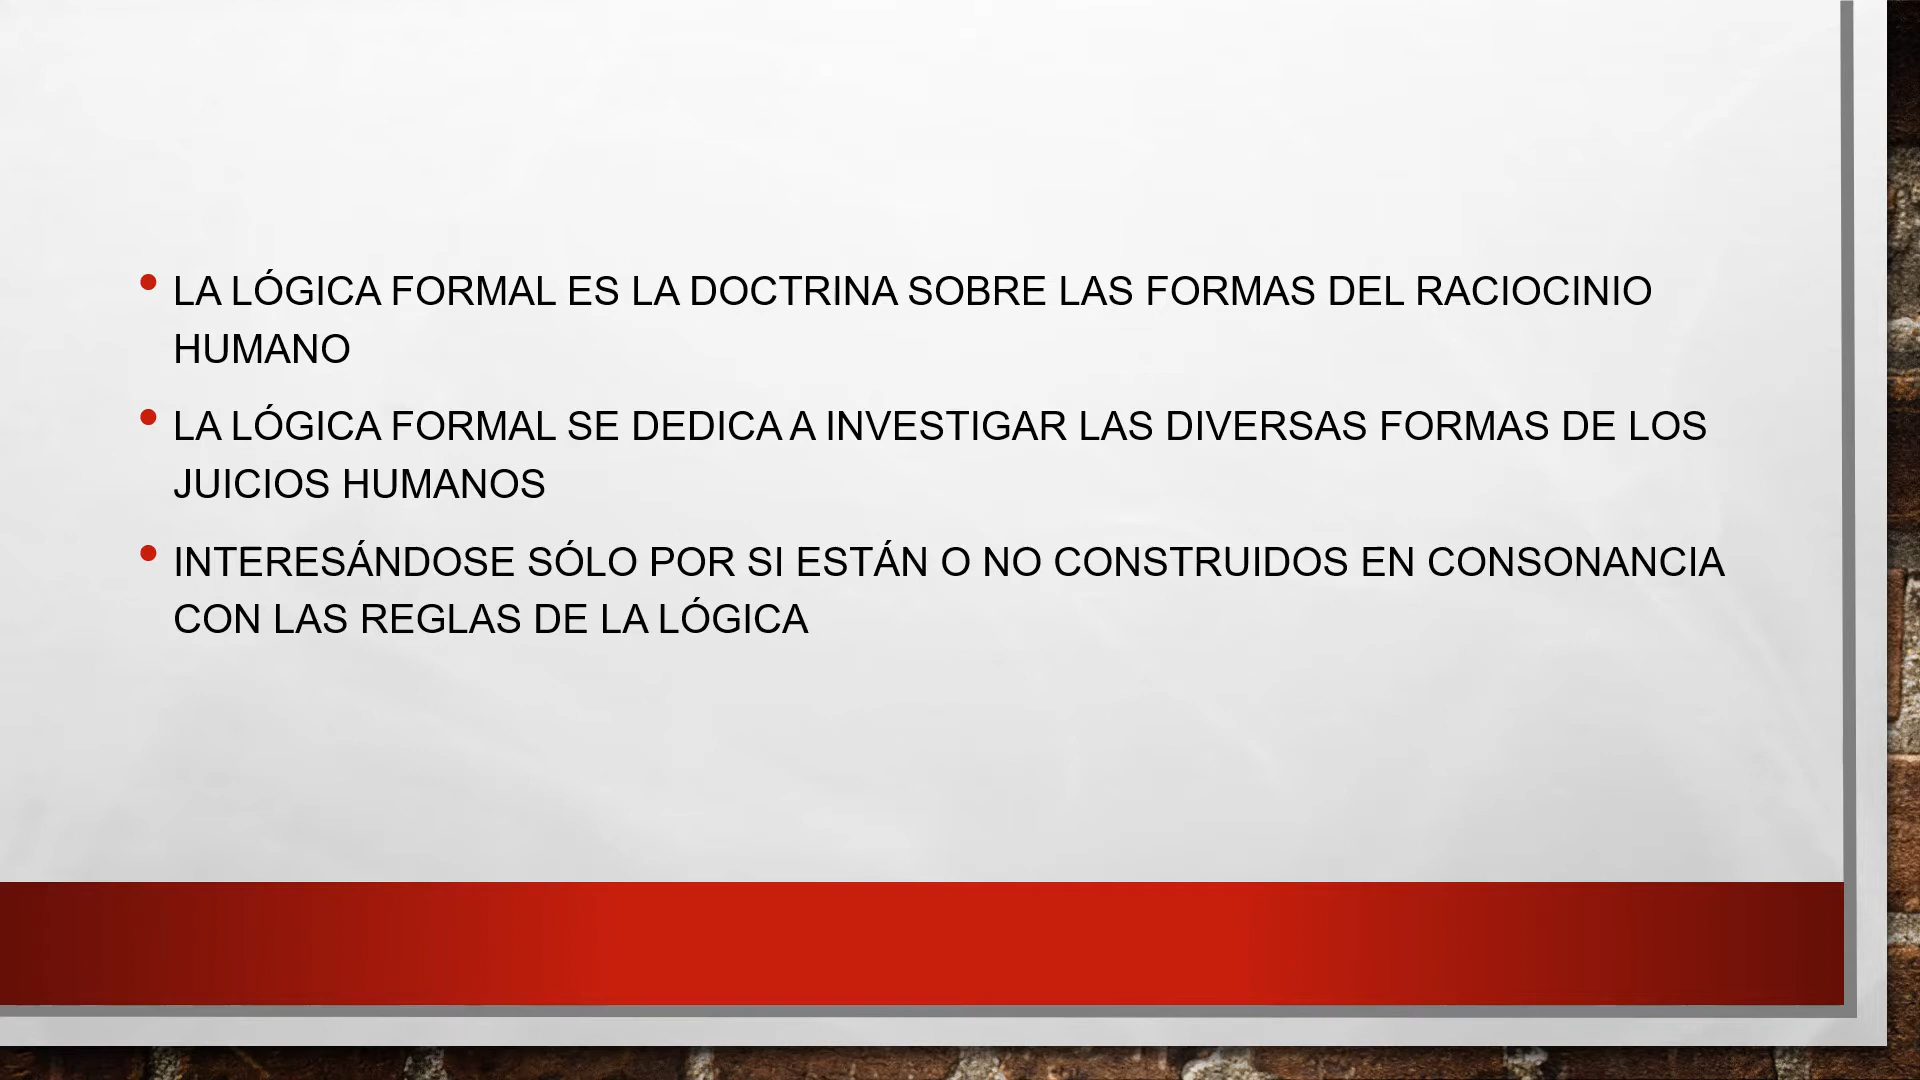 • LA LÓGICA FORMAL ES LA DOCTRINA SOBRE LAS FORMAS DEL RACIOCINIO
HUMANO
• LA LÓGICA FORMAL SE DEDICA A INVESTIGAR LAS DIVERSAS FORMAS DE LOS
JUICIOS HUMANOS
• INTERESÁNDOSE SÓLO POR SI ESTÁN O NO CONSTRUIDOS EN CONSONANCIA
CON LAS REGLAS DE LA LÓGICA